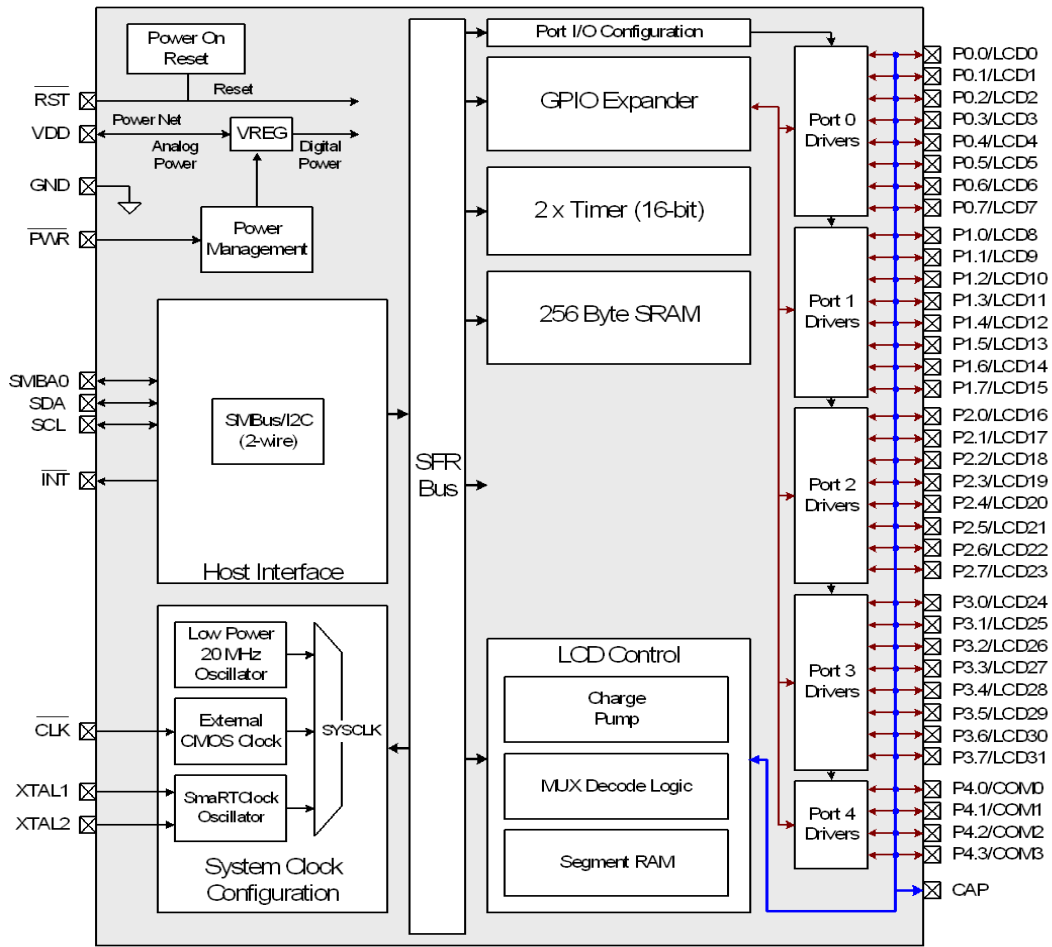 Power On
Reset
RST
Reset
VDD
Power Net
VREG
Analog
Power
Digital
Power
GND
PWR
Power
Management
SMBA0
SDA
SCL
INT
SMBus/I2C
(2-wire)
Host Interface
Low Power
20 MHz
Oscillator
CLK
External
CMOS Clock
SYSCLK
XTAL1
XTAL2
SmaRTClock
Oscillator
System Clock
Configuration
SFR
Bus
Port I/O Configuration
GPIO Expander
2 x Timer (16-bit)
256 Byte SRAM
LCD Control
Charge
Pump
MUX Decode Logic
Segment RAM
Port 0
Drivers
Port 1
Drivers
Port 2
Drivers
Port 3
Drivers
Port 4
Drivers
P0.0/LCD0
P0.1/LCD1
P0.2/LCD2
P0.3/LCD3
P0.4/LCD4
P0.5/LCD5
P0.6/LCD6
P0.7/LCD7
P1.0/LCD8
P1.1/LCD9
P1.2/LCD10
P1.3/LCD11
P1.4/LCD12
P1.5/LCD13
P1.6/LCD14
P1.7/LCD15
P2.0/LCD16
P2.1/LCD17
P2.2/LCD18
P2.3/LCD19
P2.4/LCD20
P2.5/LCD21
P2.6/LCD22
P2.7/LCD23
P3.0/LCD24
P3.1/LCD25
P3.2/LCD26
P3.3/LCD27
P3.4/LCD28
P3.5/LCD29
P3.6/LCD30
P3.7/LCD31
P4.0/COM0
P4.1/COM1
P4.2/COM2
P4.3/COM3
CAP